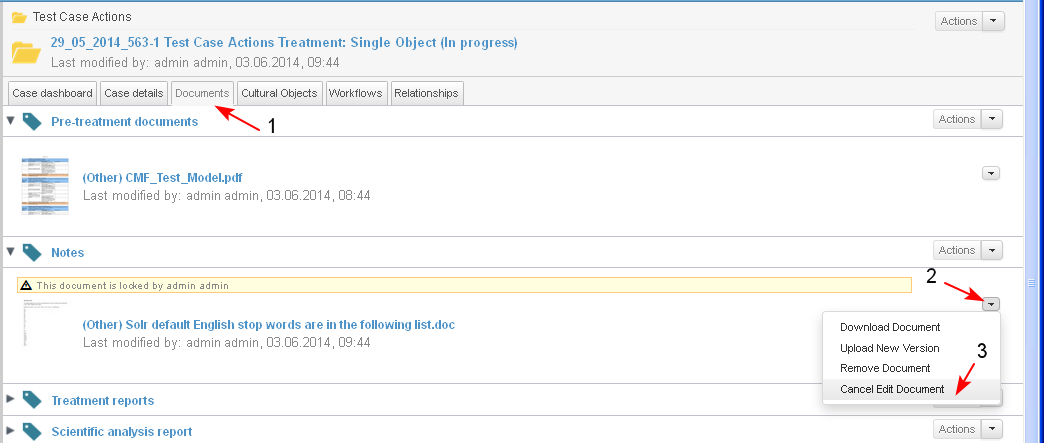 Test Case Actions
Actions
29_05_2014_563-1 Test Case Actions Treatment: Single Object (In progress)
Last modified by: admin admin, 03.06.2014, 09:44
Case dashboard Case details Documents Cultural Objects Workflows Relationships
1
Pre-treatment documents
Actions
(Other) CMF_Test_Model.pdf
Last modified by: admin admin, 03.06.2014, 08:44
Notes
Actions
2
This document is locked by admin admin
(Other) Solr default English stop words are in the following list.doc
Last modified by: admin admin, 03.06.2014, 09:44
Download Document
Upload New Version
3
Remove Document
Cancel Edit Document
Treatment reports
Scientific analysis report
Actions